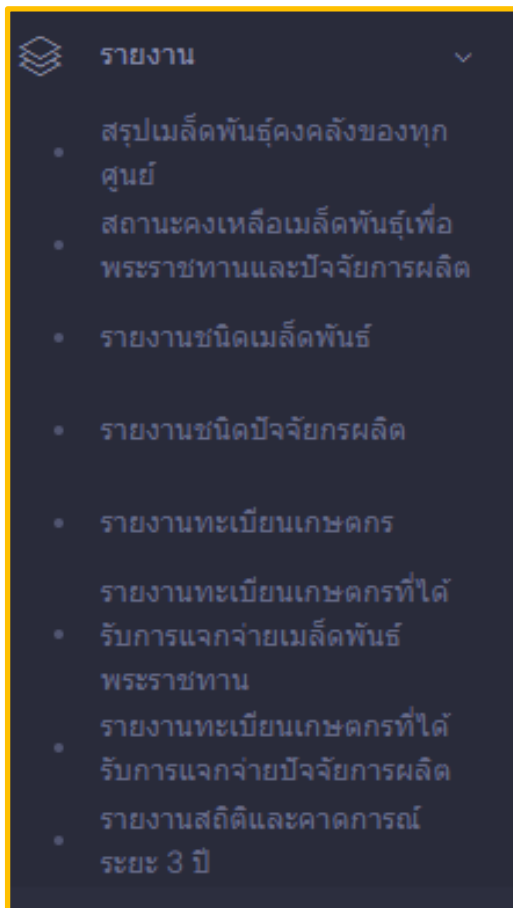 รายงาน
สรุปเมล็ดพันธุ์คงคลังของทุก
ศูนย์
สถานะคงเหลือเมล็ดพันธุ์เพื่อ
พระราชทานและปัจจัยการผลิต
รายงานชนิดเมล็ดพันธ์
รายงานชนิดปัจจัยกรผลิต
รายงานทะเบียนเกษตกร
รายงานทะเบียนเกษตกรที่ได้
รับการแจกจ่ายเมล็ดพันธ์
พระราชทาน
รายงานทะเบียนเกษตกรที่ได้
รับการแจกจ่ายปัจจัยการผลิต
รายงานสถิติและคาดการณ์
ระยะ 3 ปี